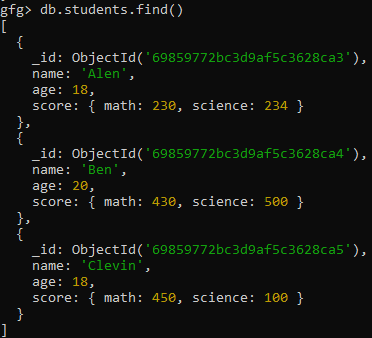 gfg> db.students.find()
[
  {
    _id: ObjectId('69859772bc3d9af5c3628ca3'),
    name: 'Alen',
    age: 18,
    score: { math: 230, science: 234 }
  },
  {
    _id: ObjectId('69859772bc3d9af5c3628ca4'),
    name: 'Ben',
    age: 20,
    score: { math: 430, science: 500 }
  },
  {
    _id: ObjectId('69859772bc3d9af5c3628ca5'),
    name: 'Clevin',
    age: 18,
    score: { math: 450, science: 100 }
  }
]